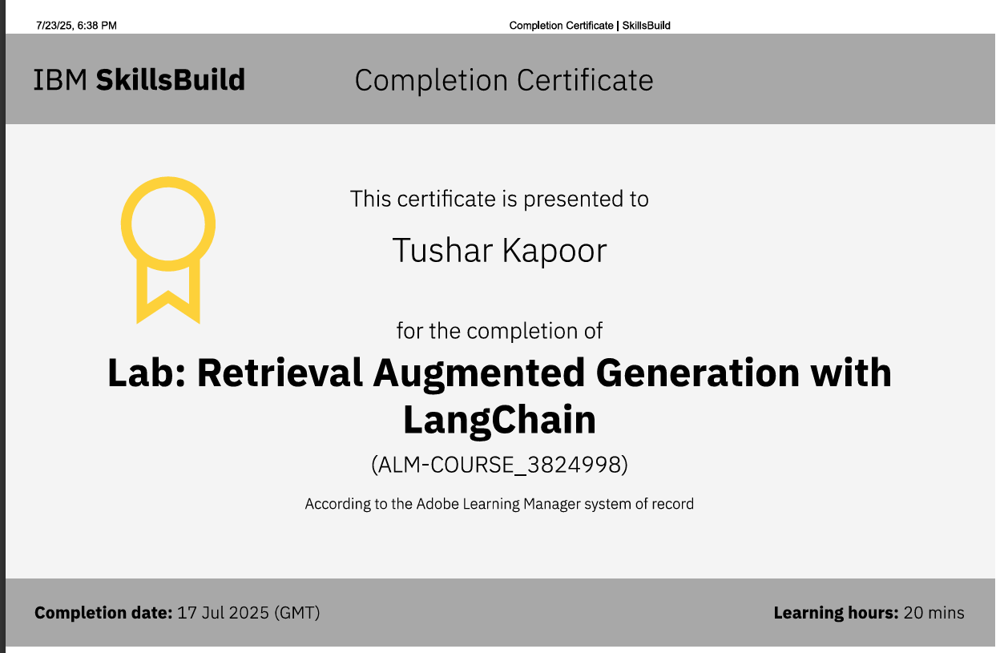 7/23/25, 6:38 PM Completion Certificate | SkillsBuild
IBM SkillsBuild Completion Certificate
This certificate is presented to
Tushar Kapoor
for the completion of
Lab: Retrieval Augmented Generation with
LangChain
(ALM-COURSE_3824998)
According to the Adobe Learning Manager system of record
Completion date: 17 Jul 2025 (GMT) Learning hours: 20 mins